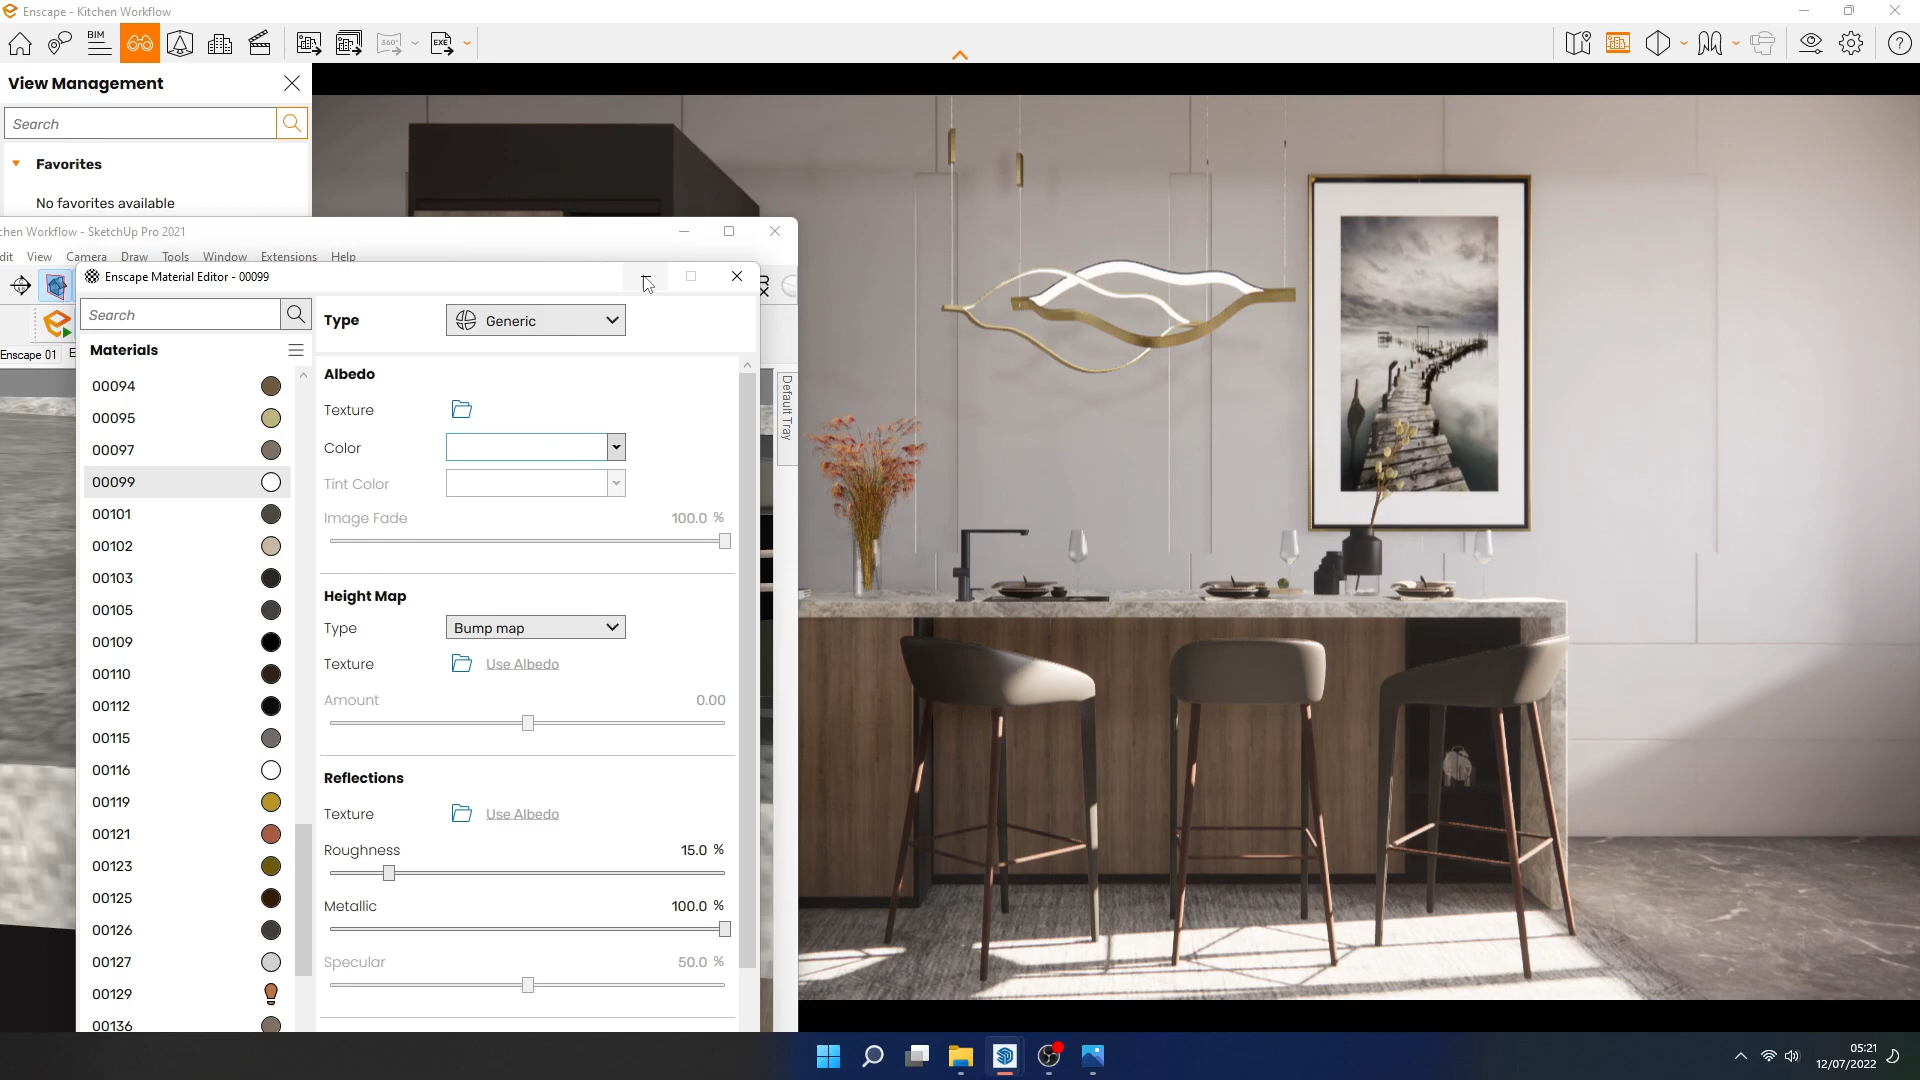 Enscape - Kitchen Workflow
BIM
360°
EXE
View Management
Search
Favorites
No favorites available
chen Workflow - SketchUp Pro 2021
dit View Camera Draw Tools Window Extensions Help
Enscape Material Editor - 00099
Search
Type
Generic
Enscape 01
Materials
Albedo
00094
Texture
00095
Color
00097
00099
Tint Color
00101
Image Fade
100.0 %
00102
00103
Height Map
00105
Type
Bump map
00109
Texture
Use Albedo
00110
00112
Amount
0.00
00115
00116
Reflections
00119
Texture
Use Albedo
00121
Roughness
15.0 %
00123
00125
Metallic
100.0 %
00126
00127
Specular
50.0 %
00129
00136
Default Tray
05:21
12/07/2022